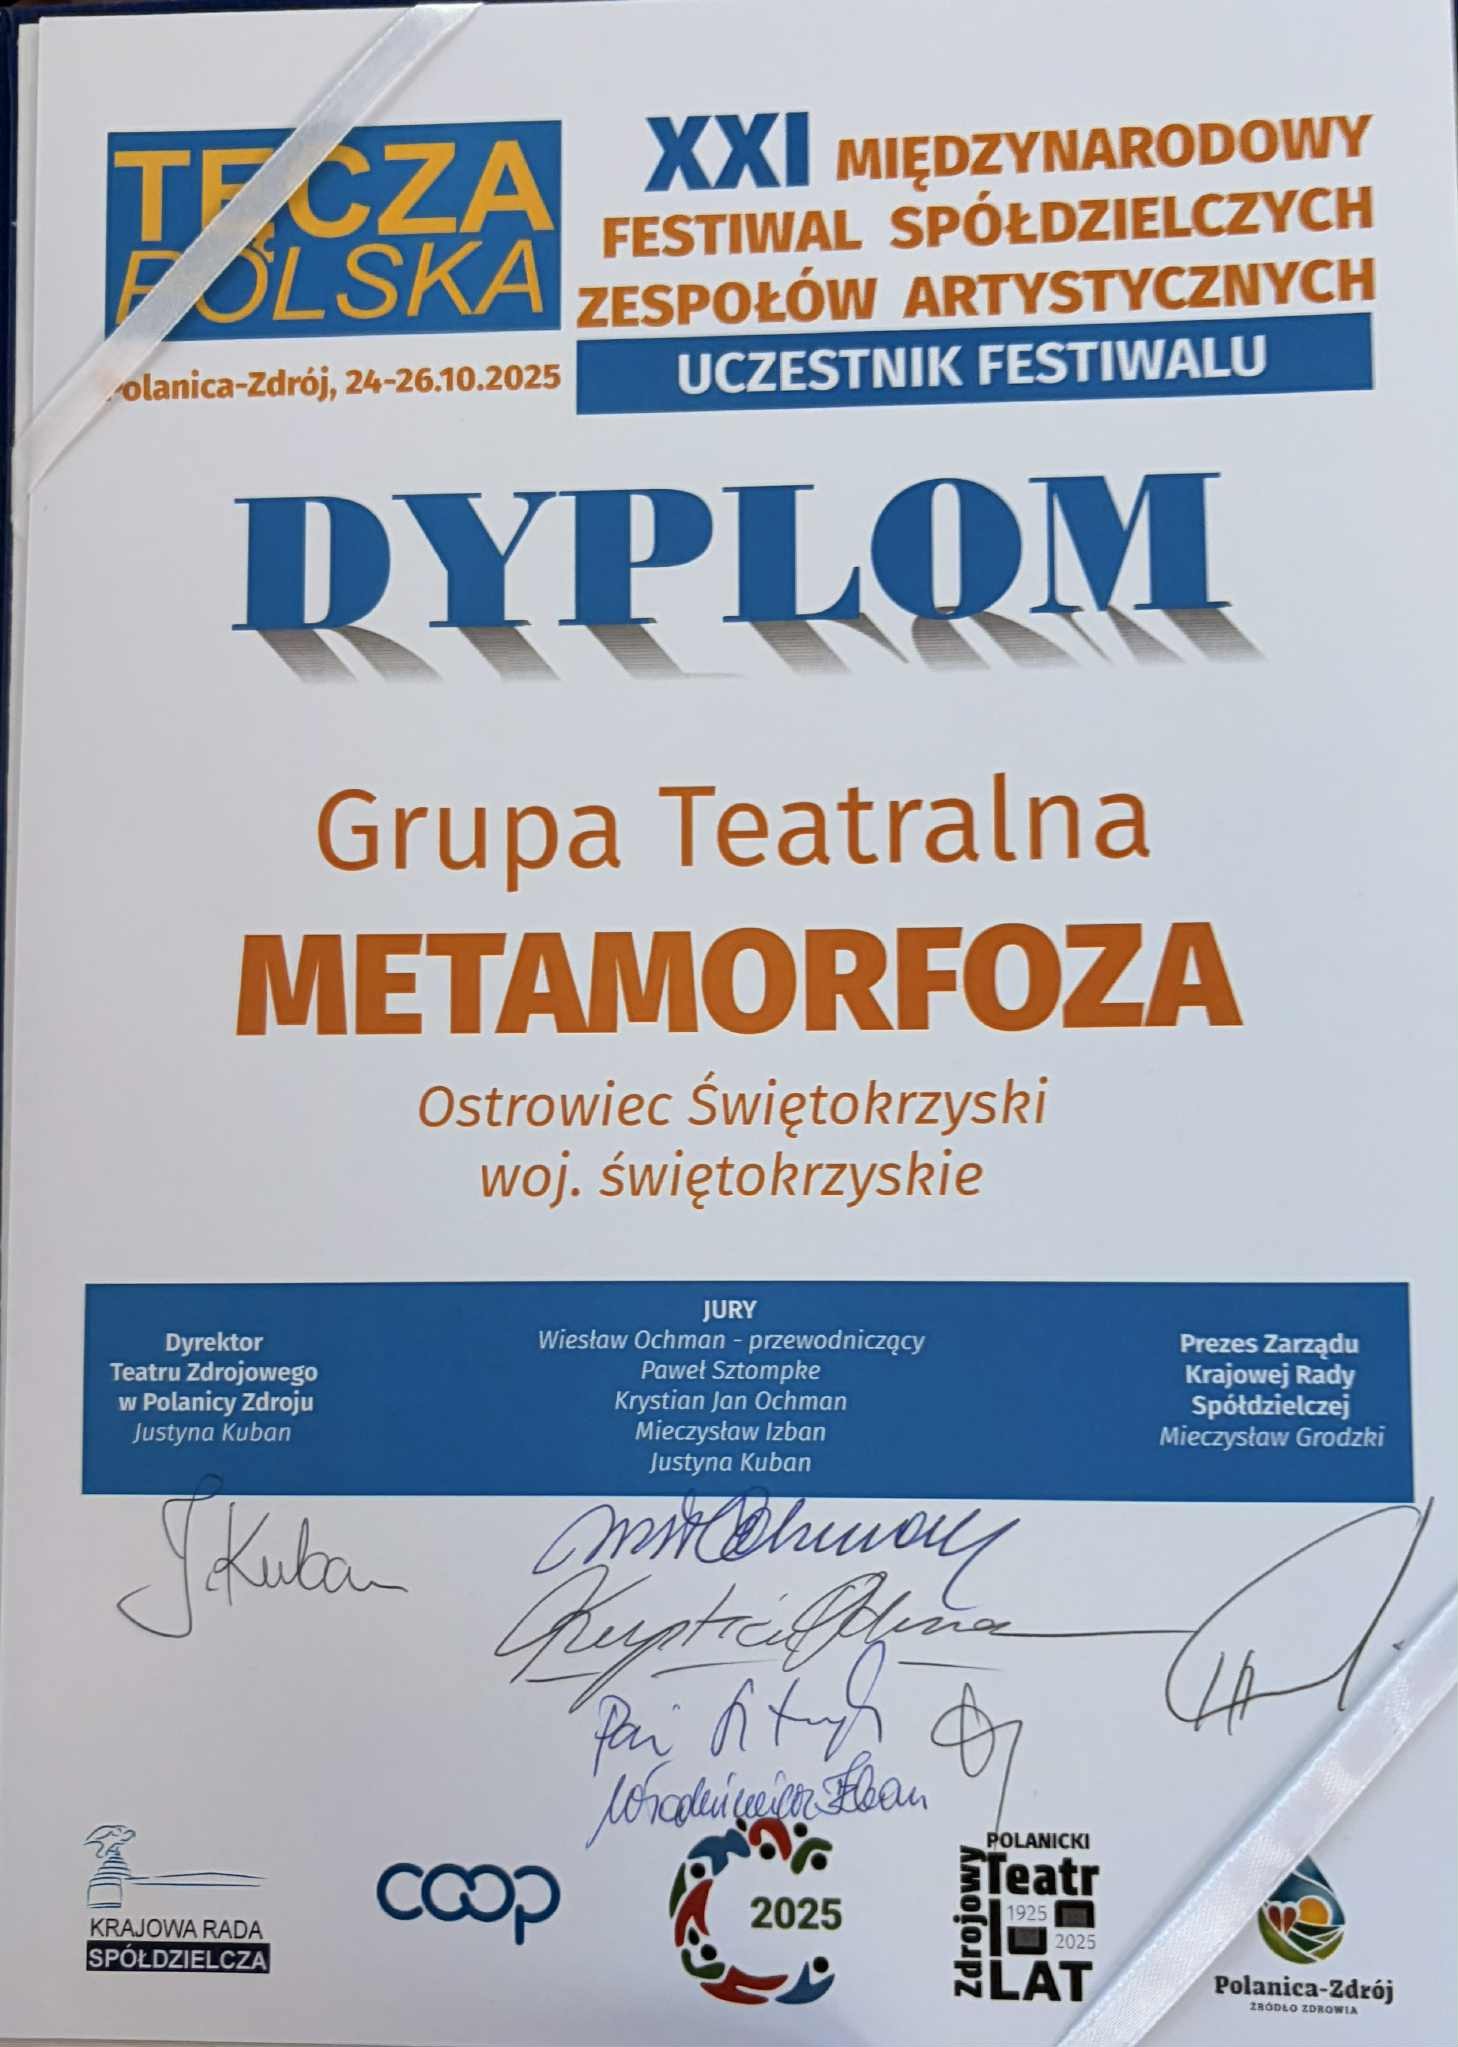 TĘCZA
POLSKA
Polanica-Zdrój, 24-26.10.2025
XXI MIĘDZYNARODOWY
FESTIWAL SPÓŁDZIELCZYCH
ZESPOŁÓW ARTYSTYCZNYCH
UCZESTNIK FESTIWALU
DYPLOM
Grupa Teatralna
METAMORFOZA
Ostrowiec Świętokrzyski
woj. świętokrzyskie
Dyrektor
Teatru Zdrojowego
w Polanicy Zdroju
Justyna Kuban
JURY
Wiesław Ochman - przewodniczący
Paweł Sztompke
Krystian Jan Ochman
Mieczysław Izban
Justyna Kuban
Prezes Zarządu
Krajowej Rady
Spółdzielczej
Mieczysław Grodzki
J. Kuban
KRAJOWA RADA
SPÓŁDZIELCZA
coop
2025
POLANICKI
Zdrojowy
Teatr
1925
100
2025
LAT
Polanica-Zdrój
ŹRÓDŁO ZDROWIA